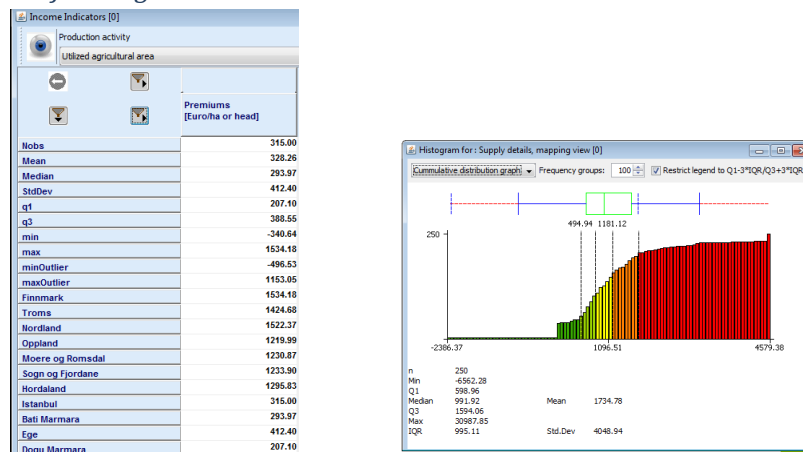 Income Indicators [0]
Production activity
Utilized agricultural area
Premiums
[Euro/ha or head]
Nobs 315.00
Mean 328.26
Median 293.97
StdDev 412.40
q1 207.10
q3 388.55
min -340.64
max 1534.18
minOutlier -496.53
maxOutlier 1153.05
Finnmark 1534.18
Troms 1424.68
Nordland 1522.37
Oppland 1219.99
Moere og Romsdal 1230.87
Sogn og Fjordane 1233.90
Hordaland 1295.83
Istanbul 315.00
Bati Marmara 293.97
Ege 412.40
Dogu Marmara 207.10
Histogram for : Supply details, mapping view [0]
Cummulative distribution graph Frequency groups: 100 Restrict legend to Q1-3*IQR/Q3+3*IQR
494.94 1181.12
250
-2386.37 1096.51 4579.38
n 250
Min -6562.28
Q1 598.96
Median 991.92 Mean 1734.78
Q3 1594.06
Max 30987.85
IQR 995.11 Std.Dev 4048.94